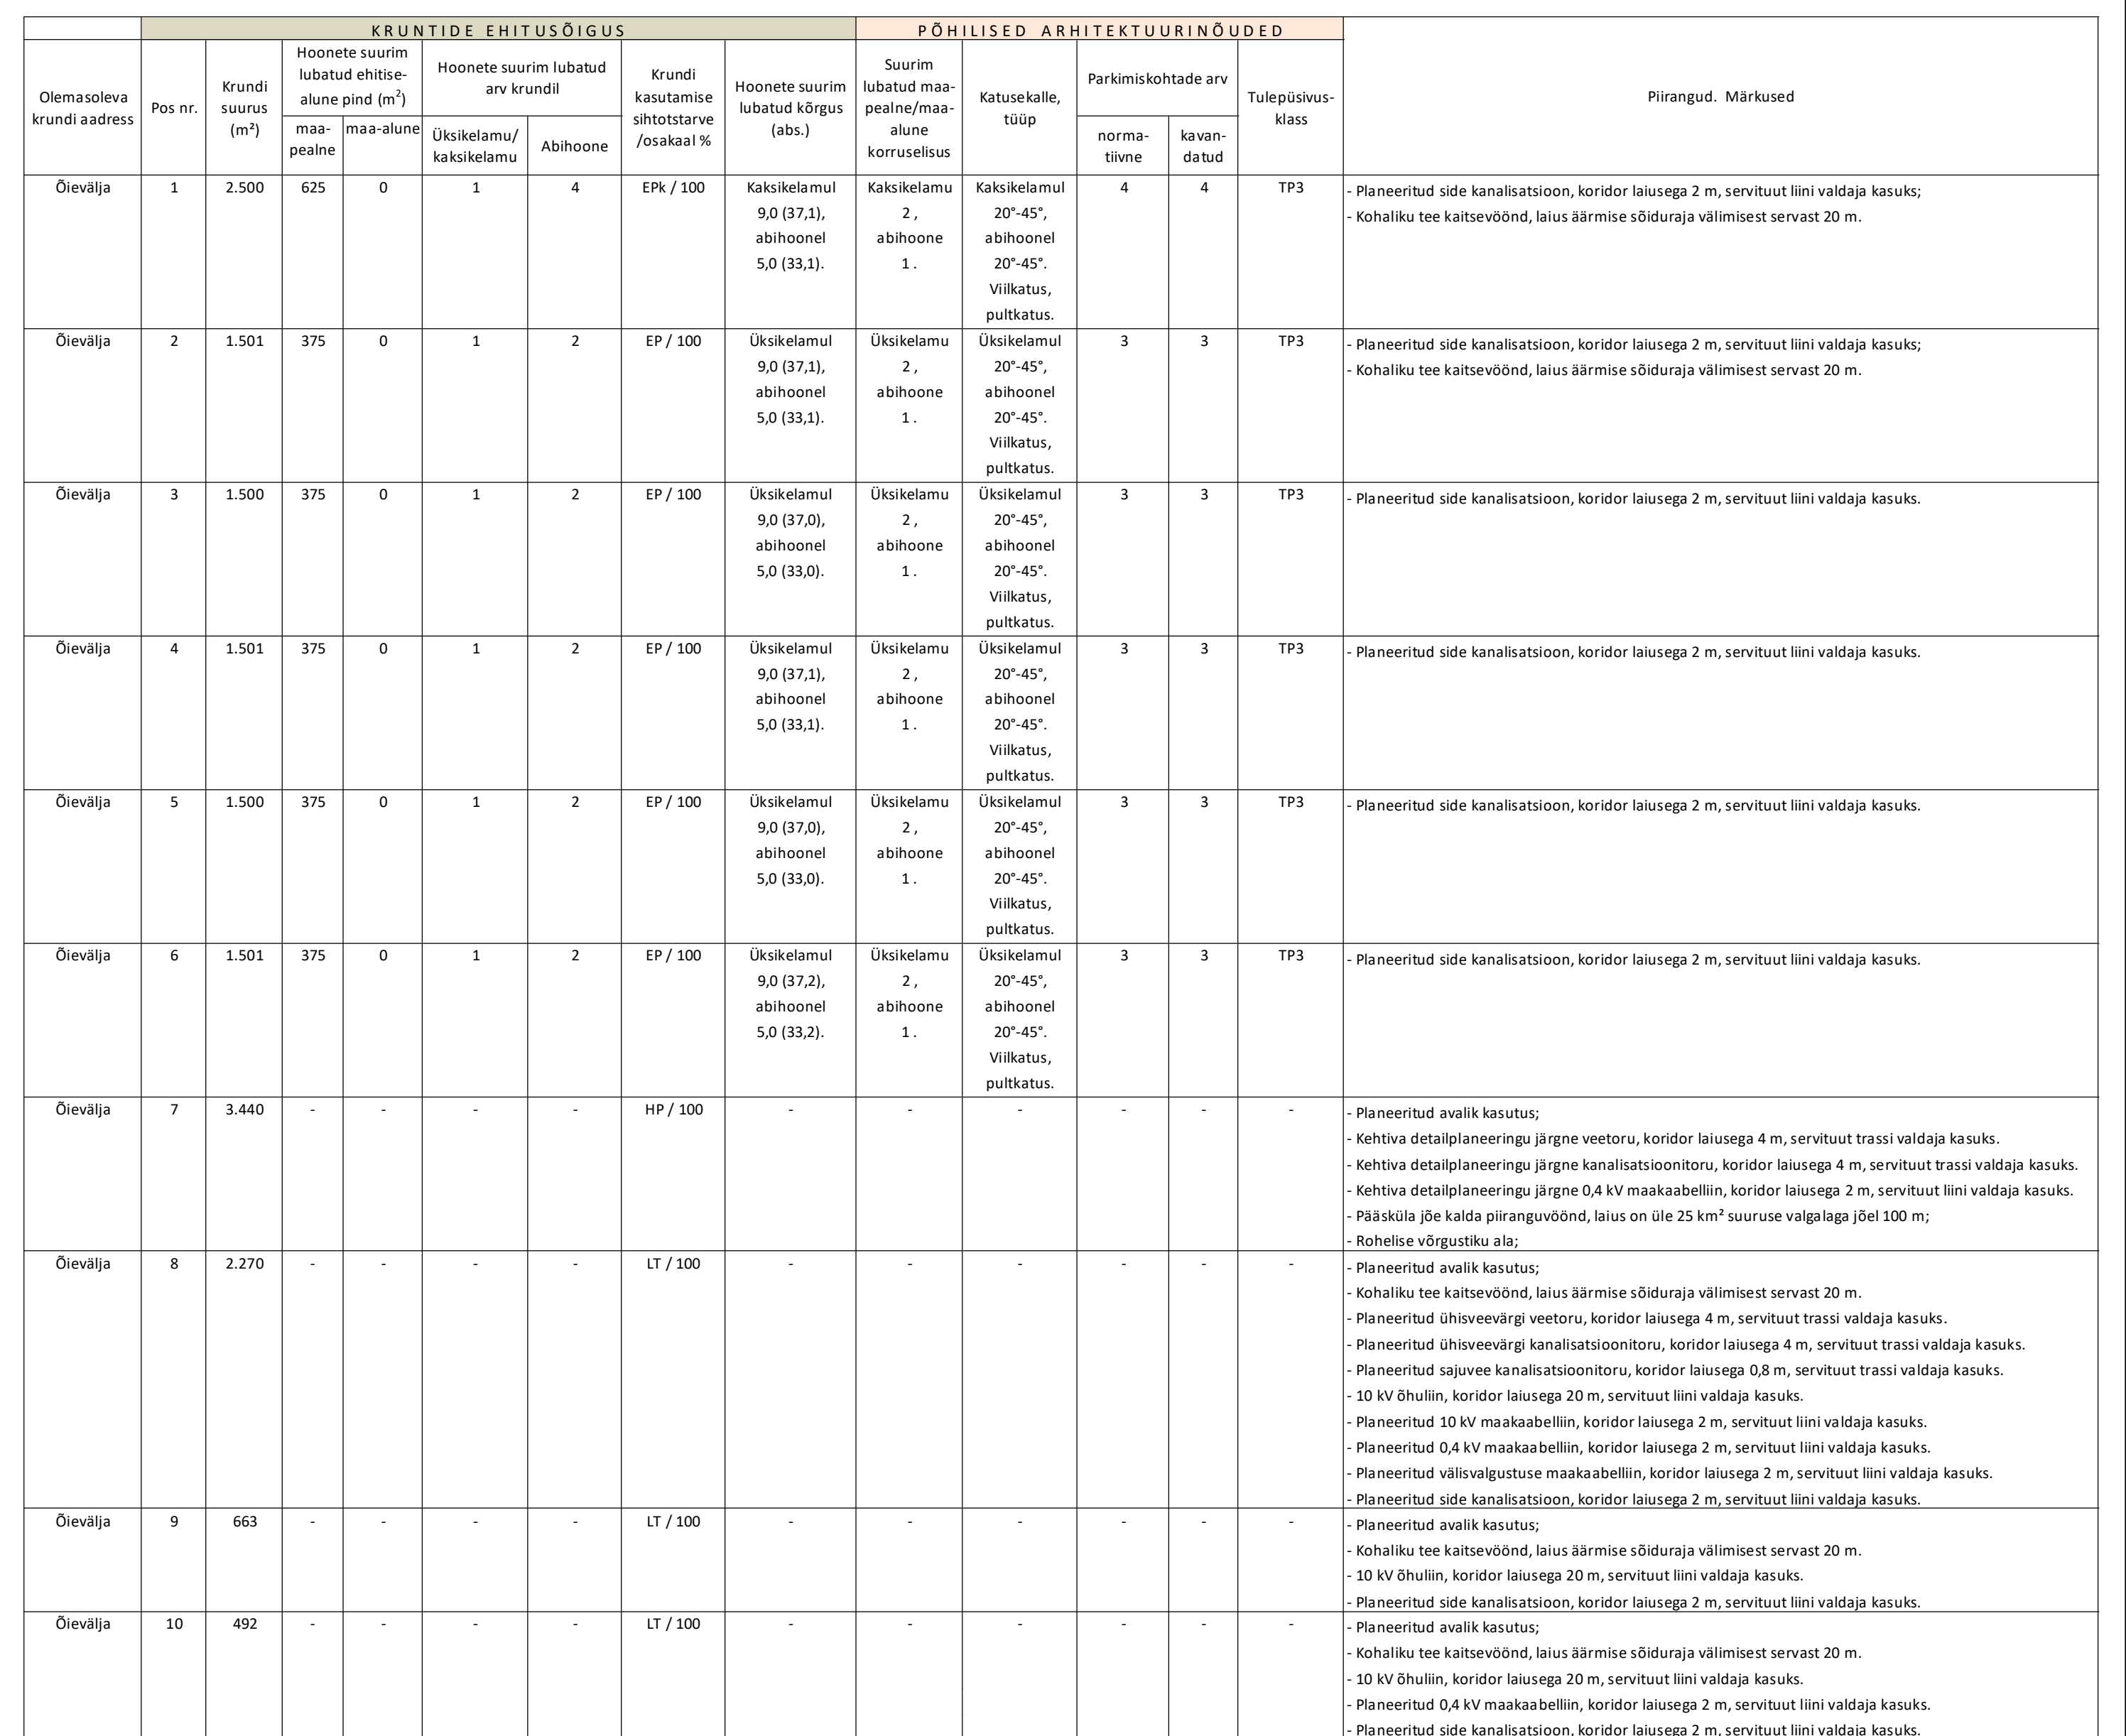 KRUNTIDE EHITUSÕIGUS
PÕHILISED ARHITEKTUURINÕUDED
Olemasoleva
krundi aadress
Pos nr.
Krundi
suurus
(m²)
Hoonete suurim
lubatud ehitise-
alune pind (m²)
maa-
pealne
maa-alune
Hoonete suurim lubatud
arv krundil
Üksikelamu/
kaksikelamu
Abihoone
Krundi
kasutamise
sihtotstarve
/osakaal %
Hoonete suurim
lubatud kõrgus
(abs.)
Suurim
lubatud maa-
pealne/maa-
alune
korruselisus
Katusekalle,
tüüp
Parkimiskohtade arv
norma-
tiivne
kavan-
datud
Tulepüsivus-
klass
Piirangud. Märkused
Õievälja 1 2.500 625 0 1 4 EPk / 100 Kaksikelamul Kaksikelamu Kaksikelamul 4 4 TP3 - Planeeritud side kanalisatsioon, koridor laiusega 2 m, servituut liini valdaja kasuks;
9,0 (37,1), 2 , 20°-45°, - Kohaliku tee kaitsevöönd, laius äärmise sõiduraja välimisest servast 20 m.
abihoonel abihoone abihoonel
5,0 (33,1). 1 . 20°-45°.
Viilkatus,
pultkatus.
Õievälja 2 1.501 375 0 1 2 EP / 100 Üksikelamul Üksikelamu Üksikelamul 3 3 TP3 - Planeeritud side kanalisatsioon, koridor laiusega 2 m, servituut liini valdaja kasuks;
9,0 (37,1), 2 , 20°-45°, - Kohaliku tee kaitsevöönd, laius äärmise sõiduraja välimisest servast 20 m.
abihoonel abihoone abihoonel
5,0 (33,1). 1 . 20°-45°.
Viilkatus,
pultkatus.
Õievälja 3 1.500 375 0 1 2 EP / 100 Üksikelamul Üksikelamu Üksikelamul 3 3 TP3 - Planeeritud side kanalisatsioon, koridor laiusega 2 m, servituut liini valdaja kasuks.
9,0 (37,0), 2 , 20°-45°,
abihoonel abihoone abihoonel
5,0 (33,0). 1 . 20°-45°.
Viilkatus,
pultkatus.
Õievälja 4 1.501 375 0 1 2 EP / 100 Üksikelamul Üksikelamu Üksikelamul 3 3 TP3 - Planeeritud side kanalisatsioon, koridor laiusega 2 m, servituut liini valdaja kasuks.
9,0 (37,1), 2 , 20°-45°,
abihoonel abihoone abihoonel
5,0 (33,1). 1 . 20°-45°.
Viilkatus,
pultkatus.
Õievälja 5 1.500 375 0 1 2 EP / 100 Üksikelamul Üksikelamu Üksikelamul 3 3 TP3 - Planeeritud side kanalisatsioon, koridor laiusega 2 m, servituut liini valdaja kasuks.
9,0 (37,0), 2 , 20°-45°,
abihoonel abihoone abihoonel
5,0 (33,0). 1 . 20°-45°.
Viilkatus,
pultkatus.
Õievälja 6 1.501 375 0 1 2 EP / 100 Üksikelamul Üksikelamu Üksikelamul 3 3 TP3 - Planeeritud side kanalisatsioon, koridor laiusega 2 m, servituut liini valdaja kasuks.
9,0 (37,2), 2 , 20°-45°,
abihoonel abihoone abihoonel
5,0 (33,2). 1 . 20°-45°.
Viilkatus,
pultkatus.
Õievälja 7 3.440 - - - - HP / 100 - - - - - - - Planeeritud avalik kasutus;
- Kehtiva detailplaneeringu järgne veetoru, koridor laiusega 4 m, servituut trassi valdaja kasuks.
- Kehtiva detailplaneeringu järgne kanalisatsioonitoru, koridor laiusega 4 m, servituut trassi valdaja kasuks.
- Kehtiva detailplaneeringu järgne 0,4 kV maakaabelliin, koridor laiusega 2 m, servituut liini valdaja kasuks.
- Pääsküla jõe kalda piiranguvöönd, laius on üle 25 km² suuruse valgalaga jõel 100 m;
- Rohelise võrgustiku ala;
Õievälja 8 2.270 - - - - LT / 100 - - - - - - - Planeeritud avalik kasutus;
- Kohaliku tee kaitsevöönd, laius äärmise sõiduraja välimisest servast 20 m.
- Planeeritud ühisveevärgi veetoru, koridor laiusega 4 m, servituut trassi valdaja kasuks.
- Planeeritud ühisveevärgi kanalisatsioonitoru, koridor laiusega 4 m, servituut trassi valdaja kasuks.
- Planeeritud sajuvee kanalisatsioonitoru, koridor laiusega 0,8 m, servituut trassi valdaja kasuks.
- 10 kV õhuliin, koridor laiusega 20 m, servituut liini valdaja kasuks.
- Planeeritud 10 kV maakaabelliin, koridor laiusega 2 m, servituut liini valdaja kasuks.
- Planeeritud 0,4 kV maakaabelliin, koridor laiusega 2 m, servituut liini valdaja kasuks.
- Planeeritud välisvalgustuse maakaabelliin, koridor laiusega 2 m, servituut liini valdaja kasuks.
- Planeeritud side kanalisatsioon, koridor laiusega 2 m, servituut liini valdaja kasuks.
Õievälja 9 663 - - - - LT / 100 - - - - - - - Planeeritud avalik kasutus;
- Kohaliku tee kaitsevöönd, laius äärmise sõiduraja välimisest servast 20 m.
- 10 kV õhuliin, koridor laiusega 20 m, servituut liini valdaja kasuks.
- Planeeritud side kanalisatsioon, koridor laiusega 2 m, servituut liini valdaja kasuks.
Õievälja 10 492 - - - - LT / 100 - - - - - - - Planeeritud avalik kasutus;
- Kohaliku tee kaitsevöönd, laius äärmise sõiduraja välimisest servast 20 m.
- 10 kV õhuliin, koridor laiusega 20 m, servituut liini valdaja kasuks.
- Planeeritud 0,4 kV maakaabelliin, koridor laiusega 2 m, servituut liini valdaja kasuks.
- Planeeritud side kanalisatsioon, koridor laiusega 2 m, servituut liini valdaja kasuks.